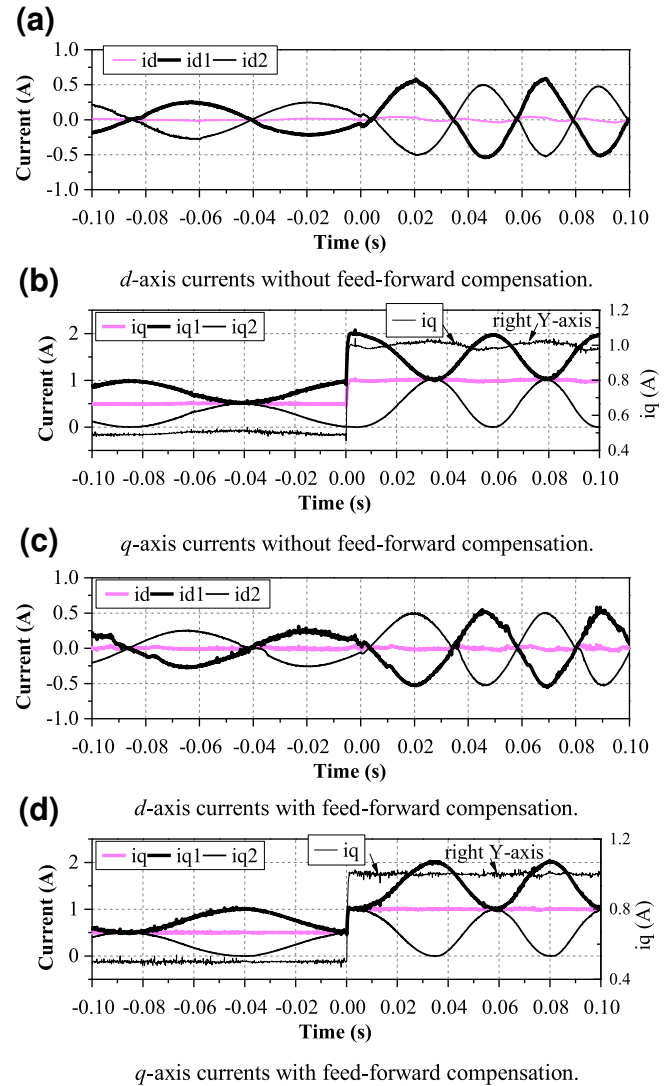 (a)
id id1 id2
Current (A)
1.0
0.5
0.0
-0.5
-1.0
-0.10 -0.08 -0.06 -0.04 -0.02 0.00 0.02 0.04 0.06 0.08 0.10
Time (s)
d-axis currents without feed-forward compensation.
(b)
iq iq1 iq2
iq right Y-axis
Current (A)
2
1
0
1.2
1.0
0.8
0.6
0.4
iq (A)
-0.10 -0.08 -0.06 -0.04 -0.02 0.00 0.02 0.04 0.06 0.08 0.10
Time (s)
q-axis currents without feed-forward compensation.
(c)
id id1 id2
Current (A)
1.0
0.5
0.0
-0.5
-1.0
-0.10 -0.08 -0.06 -0.04 -0.02 0.00 0.02 0.04 0.06 0.08 0.10
Time (s)
d-axis currents with feed-forward compensation.
(d)
iq iq1 iq2
iq right Y-axis
Current (A)
2
1
0
1.2
0.8
0.4
iq (A)
-0.10 -0.08 -0.06 -0.04 -0.02 0.00 0.02 0.04 0.06 0.08 0.10
Time (s)
q-axis currents with feed-forward compensation.